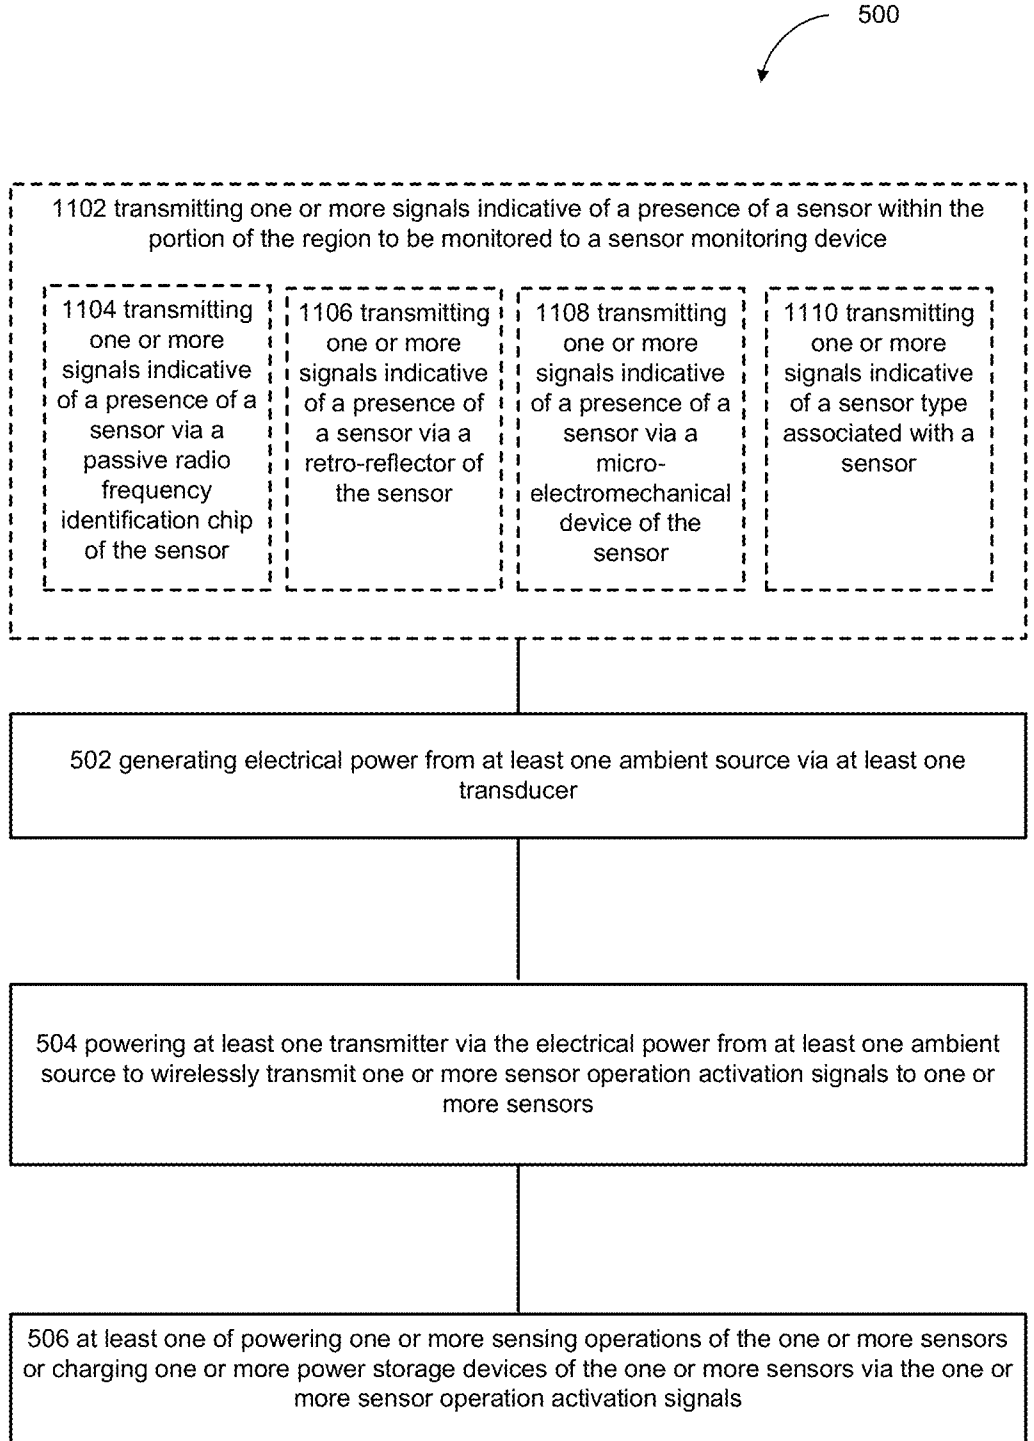 500
1102 transmitting one or more signals indicative of a presence of a sensor within the
portion of the region to be monitored to a sensor monitoring device
1104 transmitting
one or more
signals indicative
of a presence of a
sensor via a
passive radio
frequency
identification chip
of the sensor
1106 transmitting
one or more
signals indicative
of a presence of
a sensor via a
retro-reflector of
the sensor
1108 transmitting
one or more
signals indicative
of a presence of a
sensor via a
micro-
electromechanical
device of the
sensor
1110 transmitting
one or more
signals indicative
of a sensor type
associated with a
sensor
502 generating electrical power from at least one ambient source via at least one
transducer
504 powering at least one transmitter via the electrical power from at least one ambient
source to wirelessly transmit one or more sensor operation activation signals to one or
more sensors
506 at least one of powering one or more sensing operations of the one or more sensors
or charging one or more power storage devices of the one or more sensors via the one or
more sensor operation activation signals